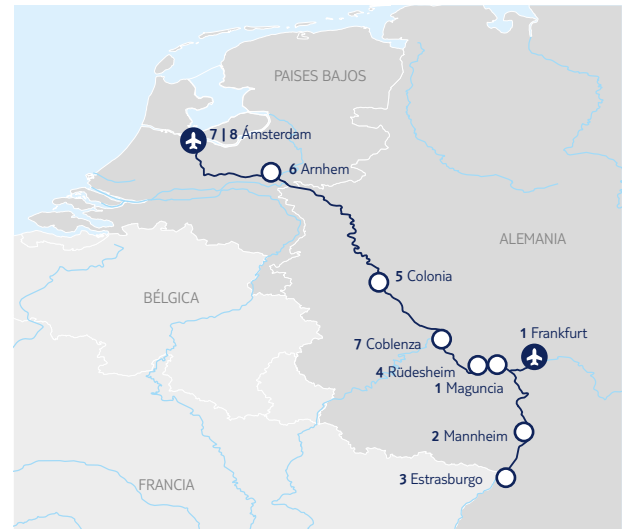 PAISES BAJOS
7 | 8 Ámsterdam
6 Arnhem
ALEMANIA
5 Colonia
BÉLGICA
1 Frankfurt
7 Coblenza
4 Rüdesheim
1 Maguncia
2 Mannheim
3 Estrasburgo
FRANCIA